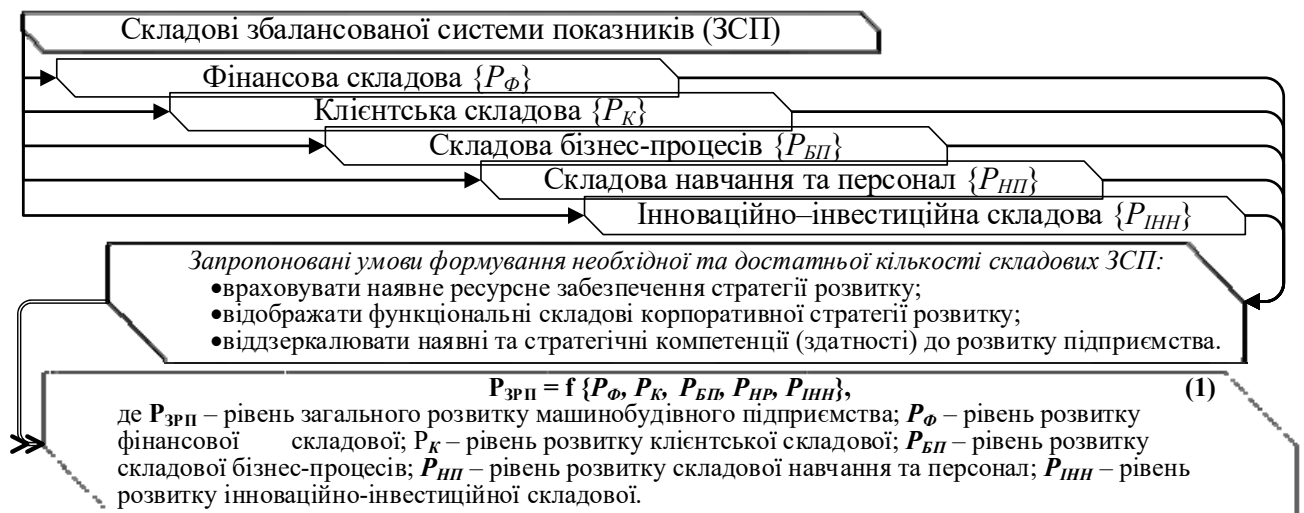 Складові збалансованої системи показників (ЗСП)
Фінансова складова {P_Ф}
Клієнтська складова {P_К}
Складова бізнес-процесів {P_БП}
Складова навчання та персонал {P_НП}
Інноваційно–інвестиційна складова {P_ІНН}
Запропоновані умови формування необхідної та достатньої кількості складових ЗСП:
•враховувати наявне ресурсне забезпечення стратегії розвитку;
•відображати функціональні складові корпоративної стратегії розвитку;
•віддзеркалювати наявні та стратегічні компетенції (здатності) до розвитку підприємства.
P_ЗРП = f {P_Ф, P_К, P_БП, P_НР, P_ІНН}, (1)
де P_ЗРП – рівень загального розвитку машинобудівного підприємства; P_Ф – рівень розвитку
фінансової складової; P_К – рівень розвитку клієнтської складової; P_БП – рівень розвитку
складової бізнес-процесів; P_НП – рівень розвитку складової навчання та персонал; P_ІНН – рівень
розвитку інноваційно-інвестиційної складової.